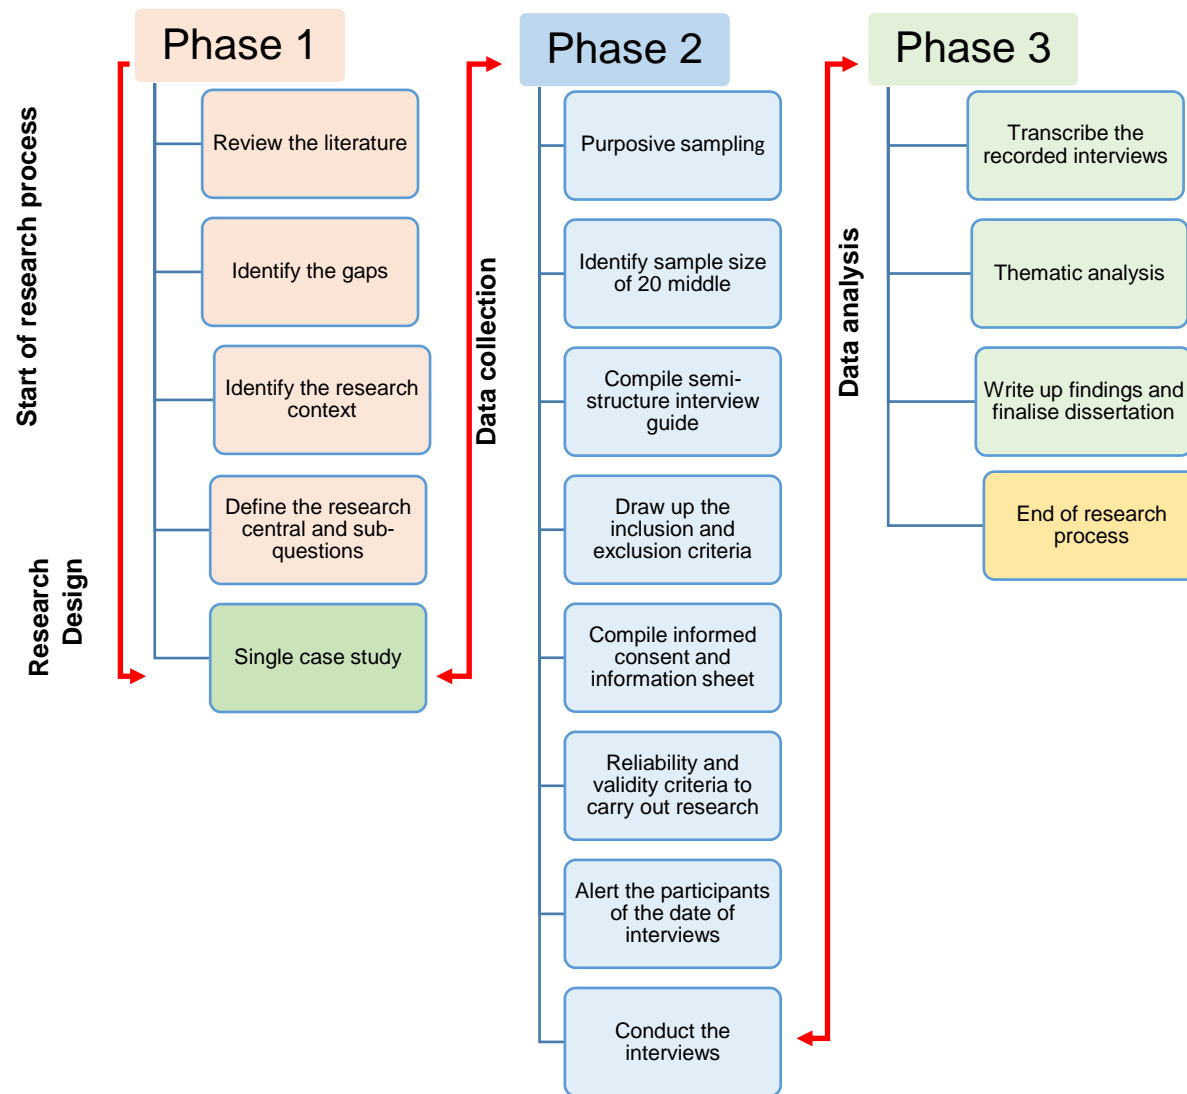 Phase 1
Start of research process
Research
Design
Review the literature
Identify the gaps
Identify the research
context
Define the research
central and sub-
questions
Single case study
Data collection
Phase 2
Purposive sampling
Identify sample size
of 20 middle
Compile semi-
structure interview
guide
Draw up the
inclusion and
exclusion criteria
Compile informed
consent and
information sheet
Reliability and
validity criteria to
carry out research
Alert the participants
of the date of
interviews
Conduct the
interviews
Data analysis
Phase 3
Transcribe the
recorded interviews
Thematic analysis
Write up findings and
finalise dissertation
End of research
process